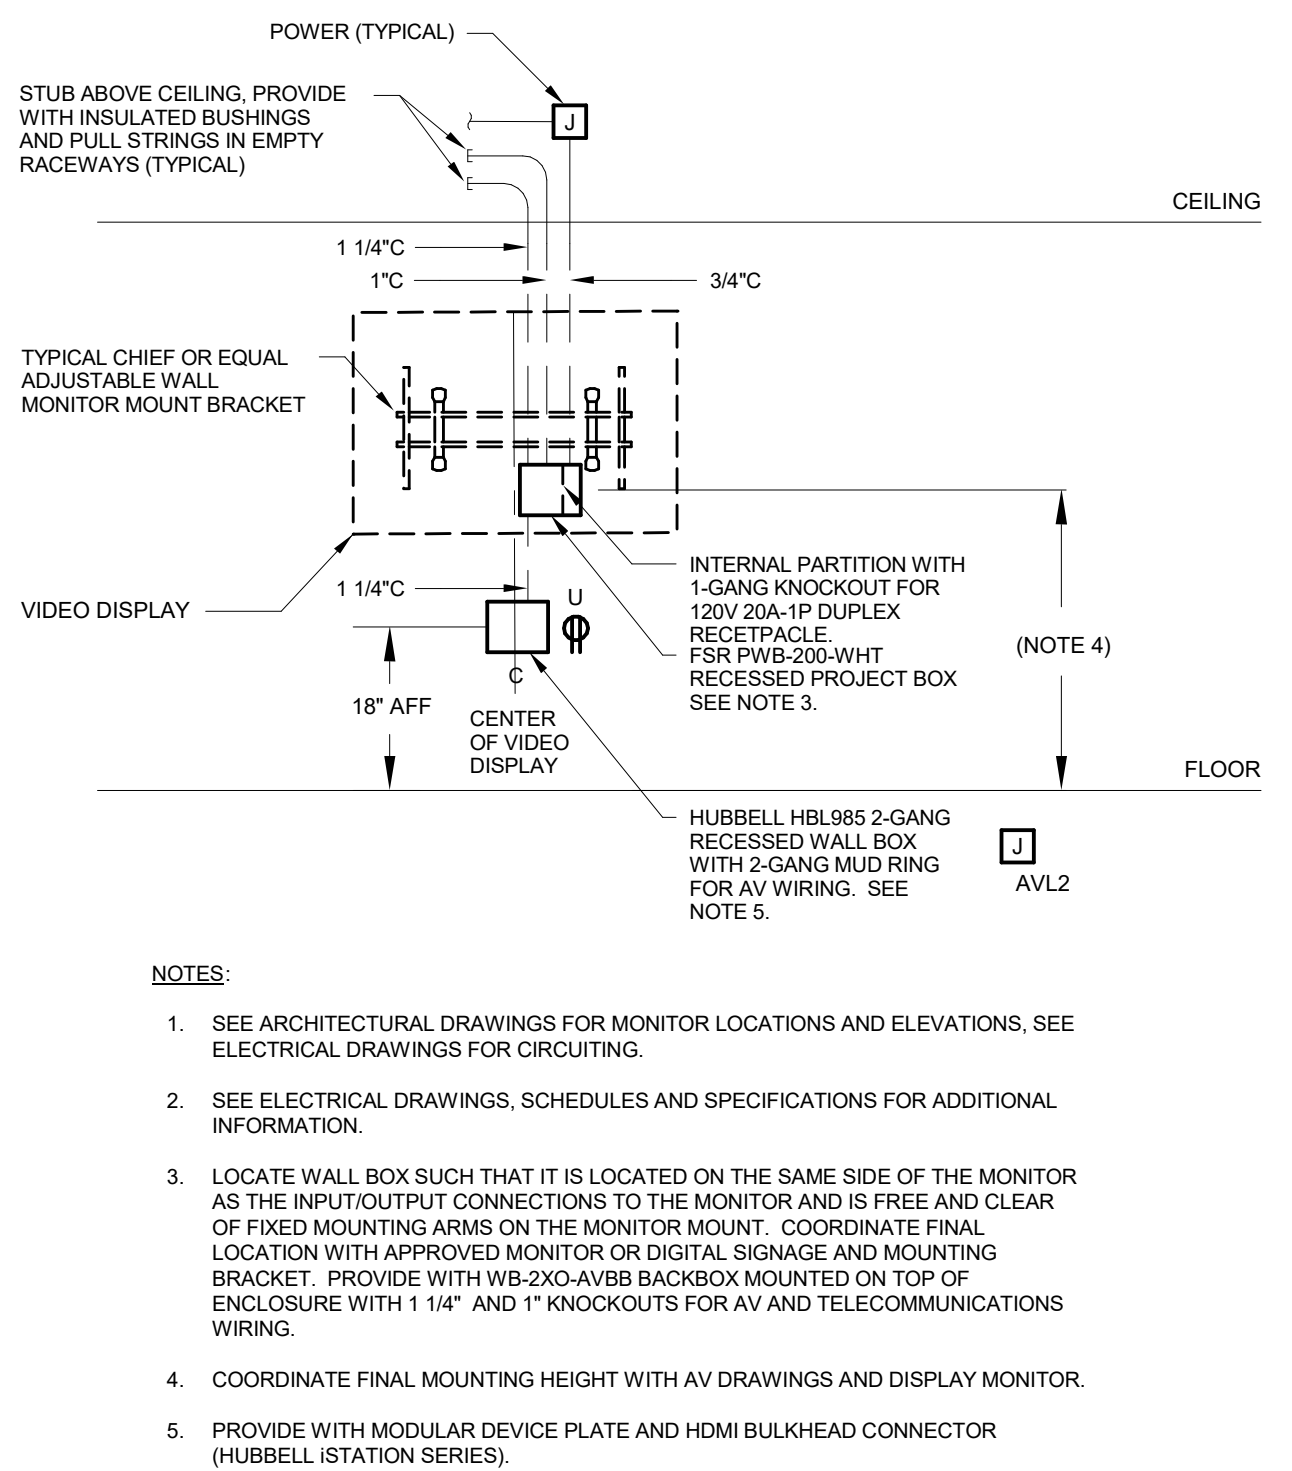 POWER (TYPICAL)
STUB ABOVE CEILING, PROVIDE
WITH INSULATED BUSHINGS
AND PULL STRINGS IN EMPTY
RACEWAYS (TYPICAL)
J
CEILING
1 1/4"C
1"C
3/4"C
TYPICAL CHIEF OR EQUAL
ADJUSTABLE WALL
MONITOR MOUNT BRACKET
INTERNAL PARTITION WITH
1-GANG KNOCKOUT FOR
120V 20A-1P DUPLEX
RECETPACLE.
FSR PWB-200-WHT
RECESSED PROJECT BOX
SEE NOTE 3.
1 1/4"C
U
VIDEO DISPLAY
(NOTE 4)
C
18" AFF
CENTER
OF VIDEO
DISPLAY
FLOOR
HUBBELL HBL985 2-GANG
RECESSED WALL BOX
WITH 2-GANG MUD RING
FOR AV WIRING.  SEE
NOTE 5.
J
AVL2
NOTES:
1. SEE ARCHITECTURAL DRAWINGS FOR MONITOR LOCATIONS AND ELEVATIONS, SEE
ELECTRICAL DRAWINGS FOR CIRCUITING.
2. SEE ELECTRICAL DRAWINGS, SCHEDULES AND SPECIFICATIONS FOR ADDITIONAL
INFORMATION.
3. LOCATE WALL BOX SUCH THAT IT IS LOCATED ON THE SAME SIDE OF THE MONITOR
AS THE INPUT/OUTPUT CONNECTIONS TO THE MONITOR AND IS FREE AND CLEAR
OF FIXED MOUNTING ARMS ON THE MONITOR MOUNT.  COORDINATE FINAL
LOCATION WITH APPROVED MONITOR OR DIGITAL SIGNAGE AND MOUNTING
BRACKET.  PROVIDE WITH WB-2XO-AVBB BACKBOX MOUNTED ON TOP OF
ENCLOSURE WITH 1 1/4"  AND 1" KNOCKOUTS FOR AV AND TELECOMMUNICATIONS
WIRING.
4. COORDINATE FINAL MOUNTING HEIGHT WITH AV DRAWINGS AND DISPLAY MONITOR.
5. PROVIDE WITH MODULAR DEVICE PLATE AND HDMI BULKHEAD CONNECTOR
(HUBBELL iSTATION SERIES).